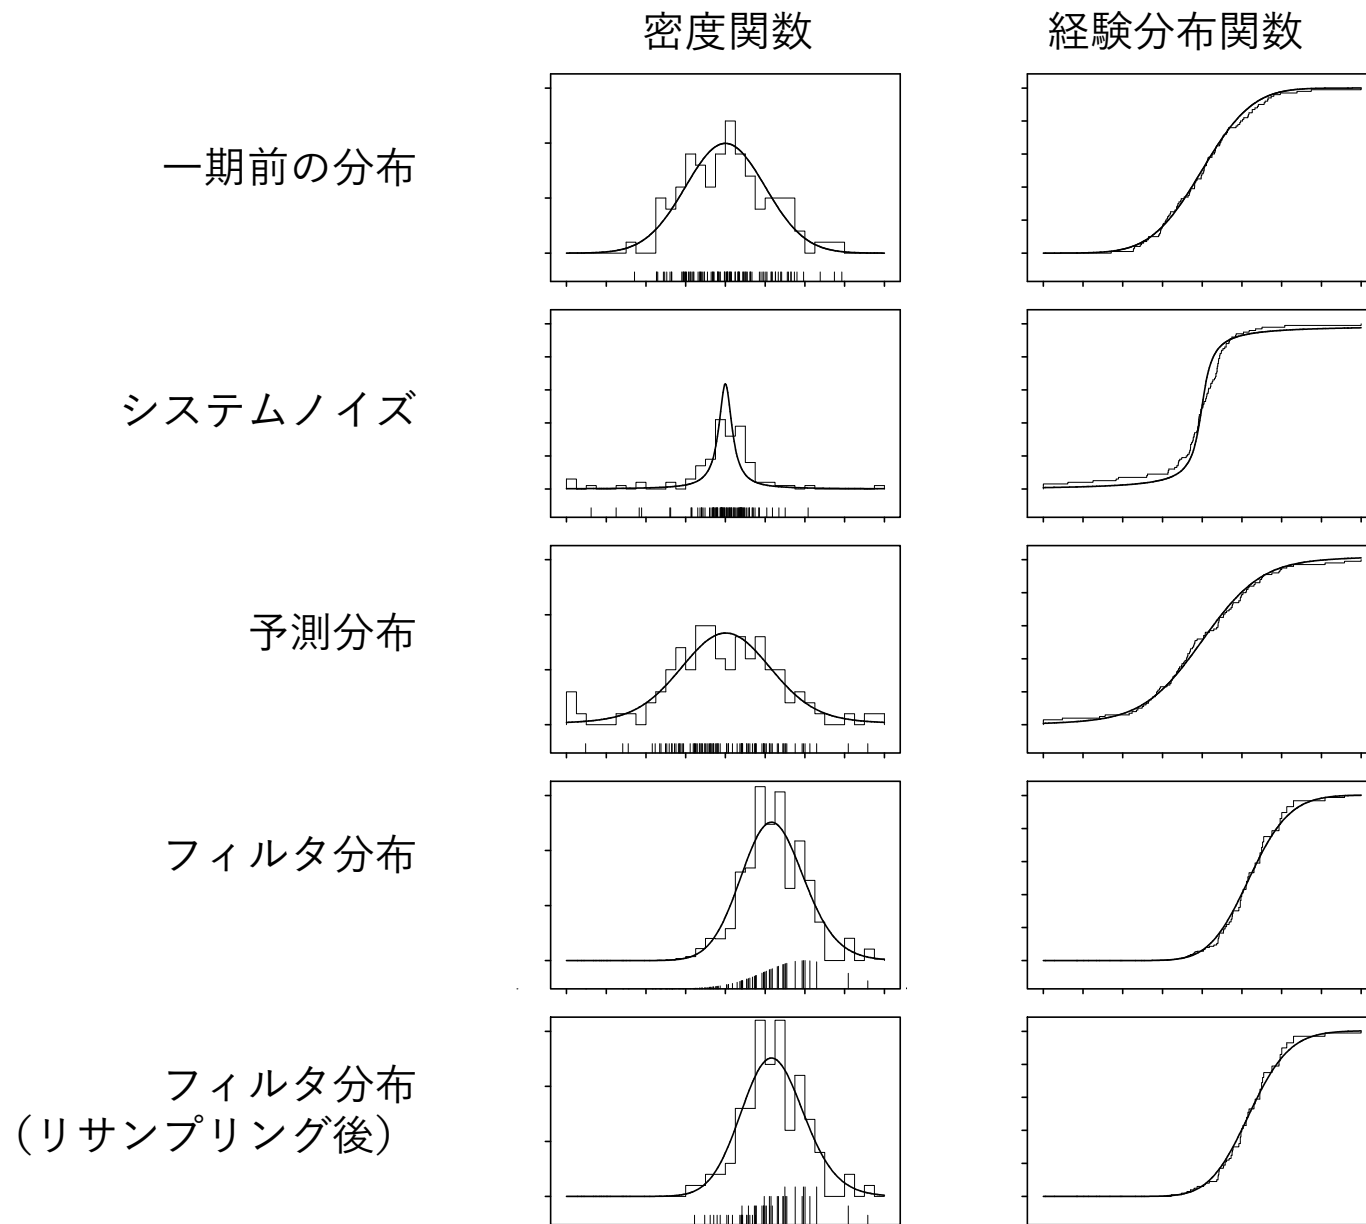 密度関数
経験分布関数
一期前の分布
システムノイズ
予測分布
フィルタ分布
フィルタ分布
（リサンプリング後）